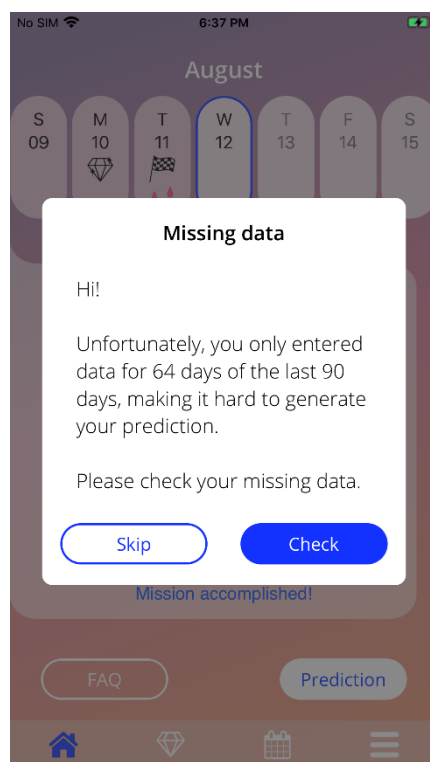 No SIM 6:37 PM
August
S M T W T F S
09 10 11 12 13 14 15
Missing data
Hi!
Unfortunately, you only entered
data for 64 days of the last 90
days, making it hard to generate
your prediction.
Please check your missing data.
Skip Check
Mission accomplished!
FAQ Prediction